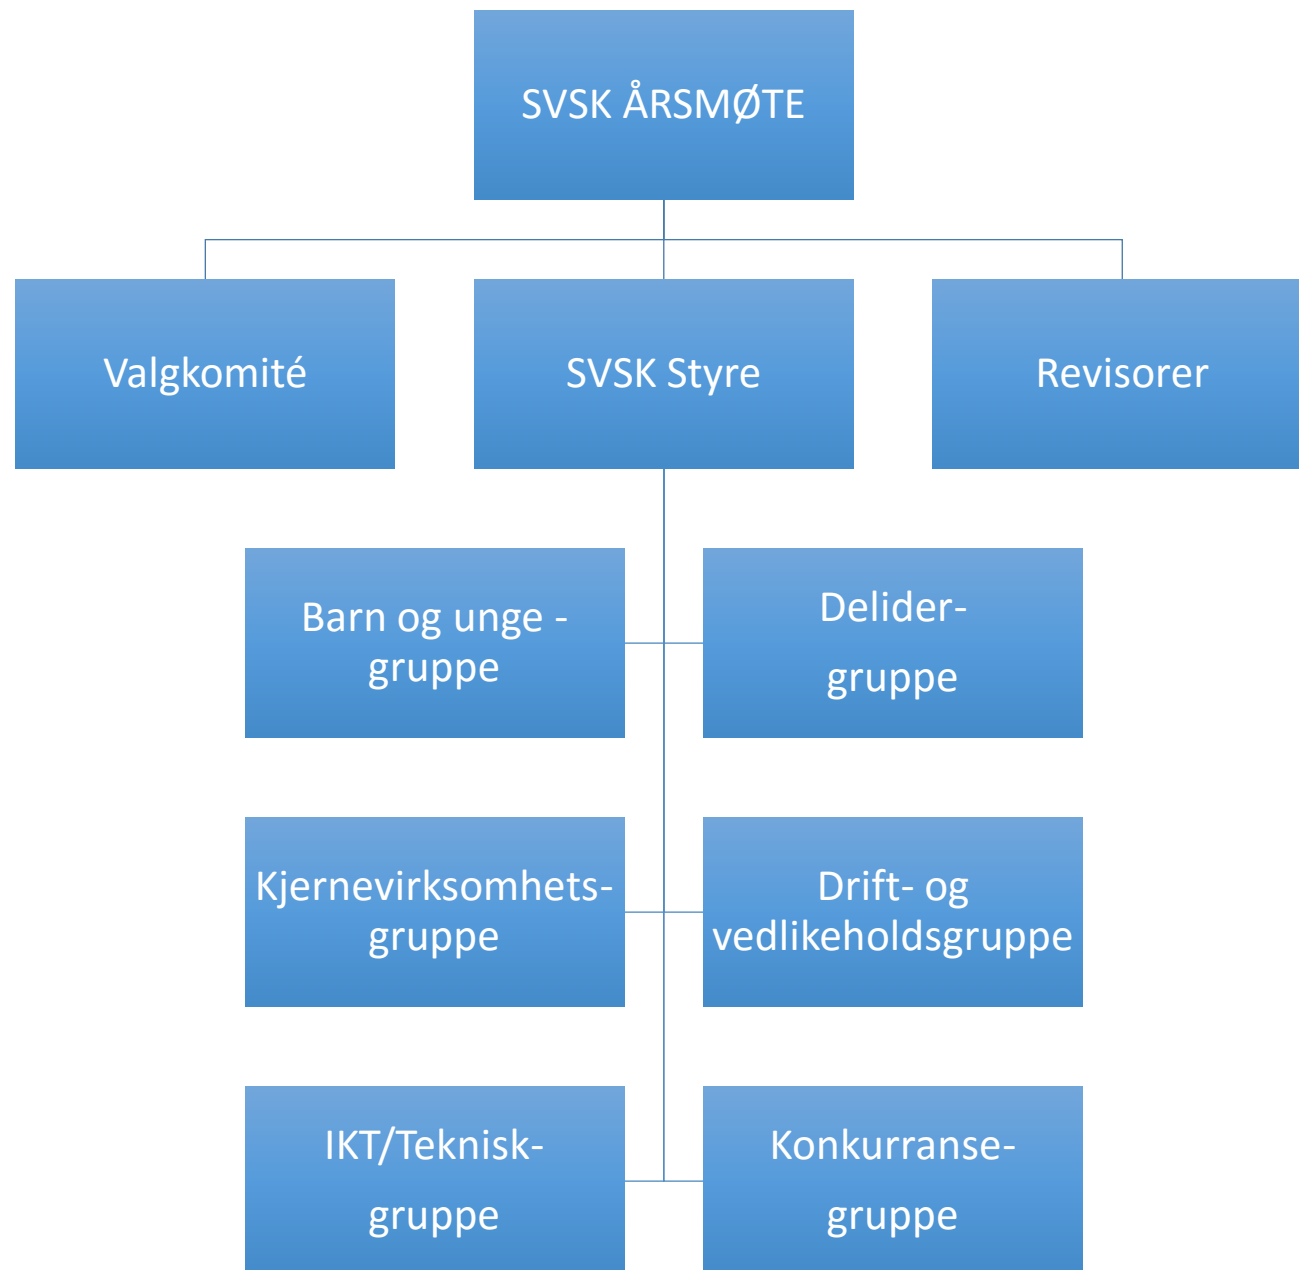 SVSK ÅRSMØTE
Valgkomité
SVSK Styre
Revisorer
Barn og unge -
gruppe
Delider-
gruppe
Kjernevirksomhets-
gruppe
Drift- og
vedlikeholdsgruppe
IKT/Teknisk-
gruppe
Konkurranse-
gruppe